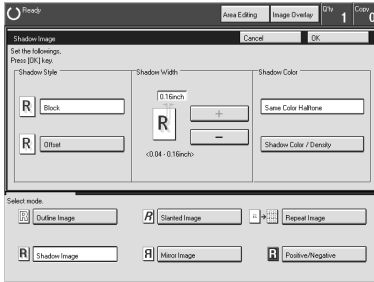 Ready
Area Editing
Image Overlay
Q'ty 1
Copy 0
Shadow Image
Cancel
OK
Set the followings,
Press [OK] key.
Shadow Style
Shadow Width
Shadow Color
R Block
0.16inch
R
+
Same Color Halftone
R Offset
−
Shadow Color / Density
<0.04 - 0.16inch>
Select mode.
R Outline Image
R Slanted Image
Repeat Image
R Shadow Image
R Mirror Image
R Positive/Negative